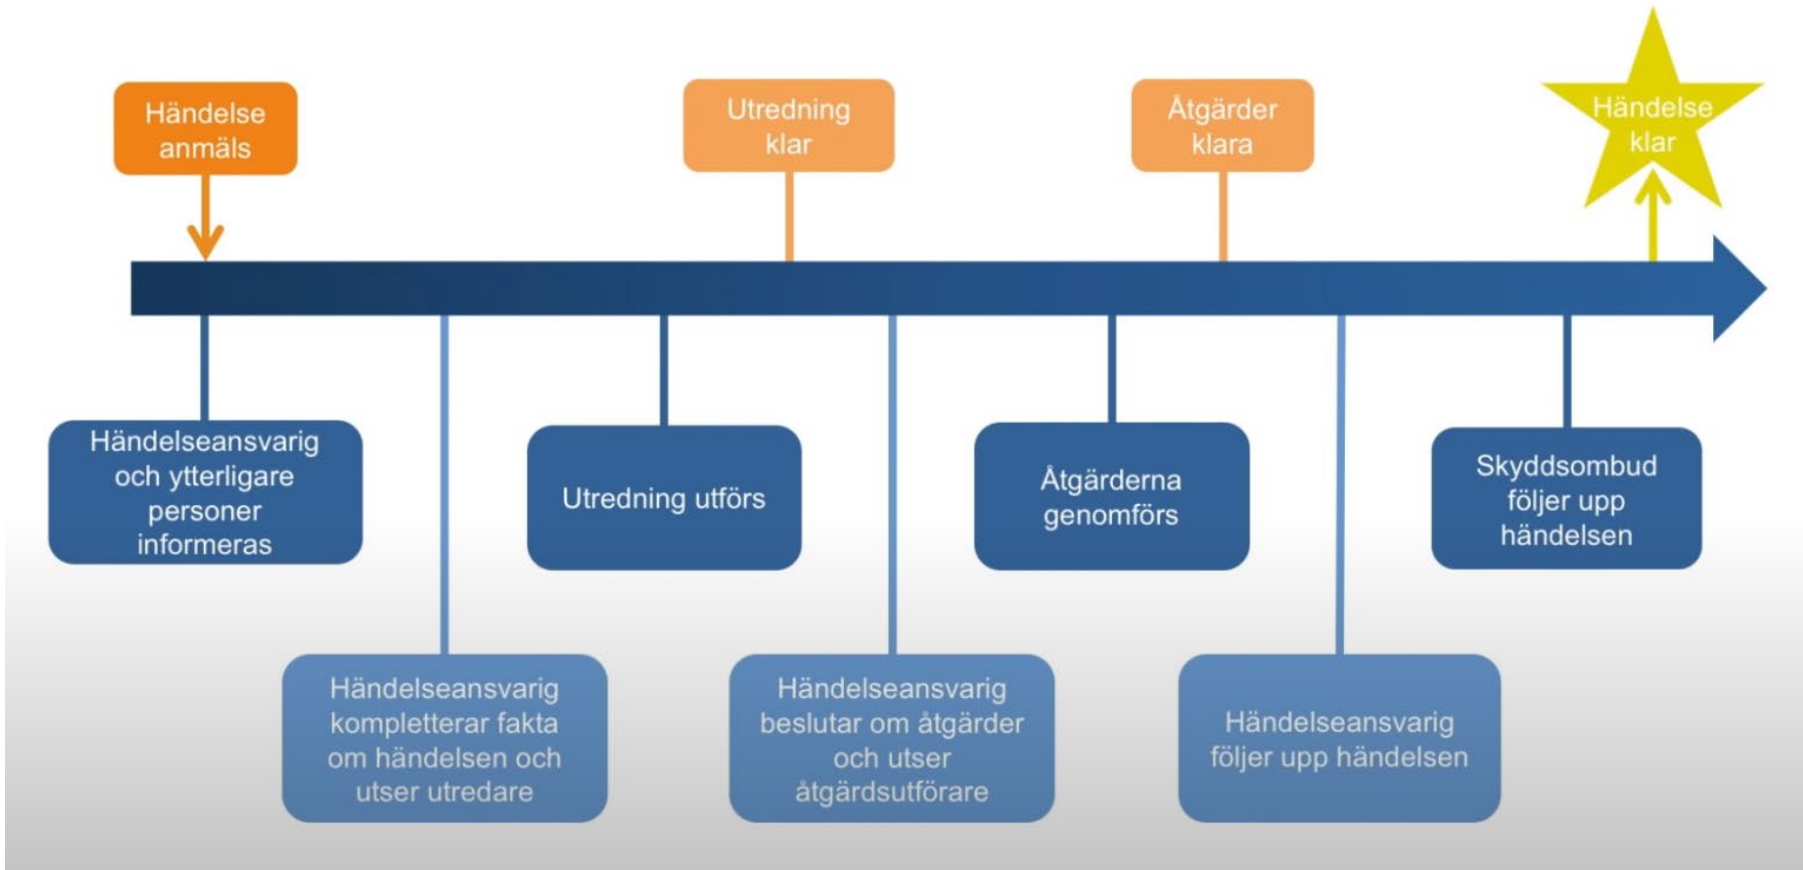 Händelse
anmäls
Utredning
klar
Åtgärder
klara
Händelse
klar
Händelseansvarig
och ytterligare
personer
informeras
Utredning utförs
Åtgärderna
genomförs
Skyddsombud
följer upp
händelsen
Händelseansvarig
kompletterar fakta
om händelsen och
utser utredare
Händelseansvarig
beslutar om åtgärder
och utser
åtgärdsutförare
Händelseansvarig
följer upp händelsen